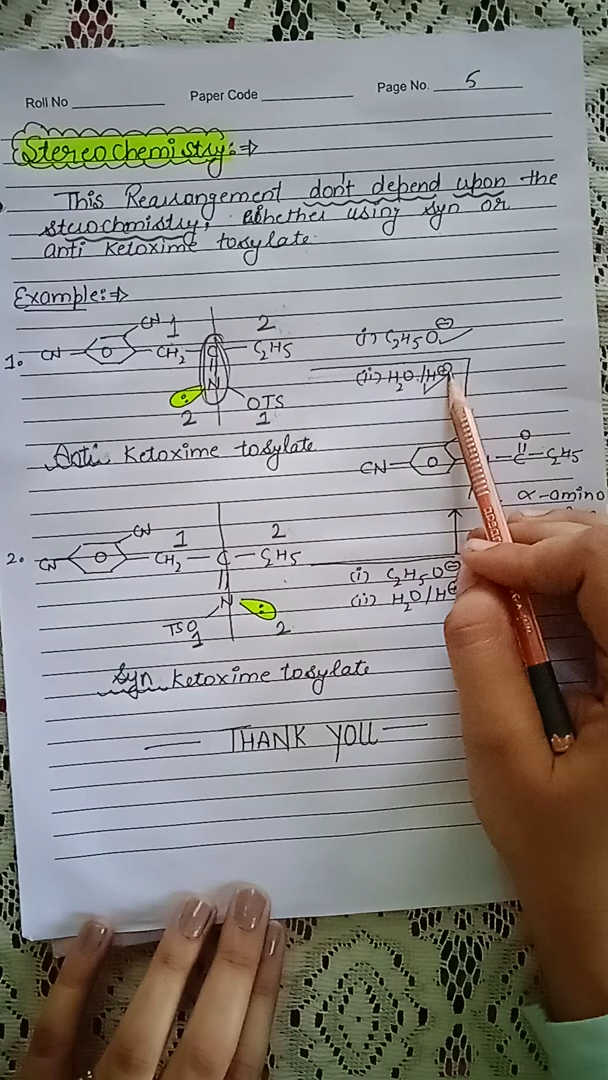 Roll No Paper Code Page No. 5
Stereochemistry:⇒
This Rearrangement don't depend upon the
sterochmistry, whether using syn or
anti Ketoxime tosylate.
Example:⇒
1. CN CN CH2 1 C 2 C2H5
N
2 OTS
1
(i) C2H5O⊖
(ii) H2O/H⊕
Anti Ketoxime tosylate
CN O C C2H5
O
α-amino
2. CN CN CH2 1 C 2 C2H5
N
TSO
1 2
(i) C2H5O⊖
(ii) H2O/H⊕
Syn Ketoxime tosylate
THANK YOU